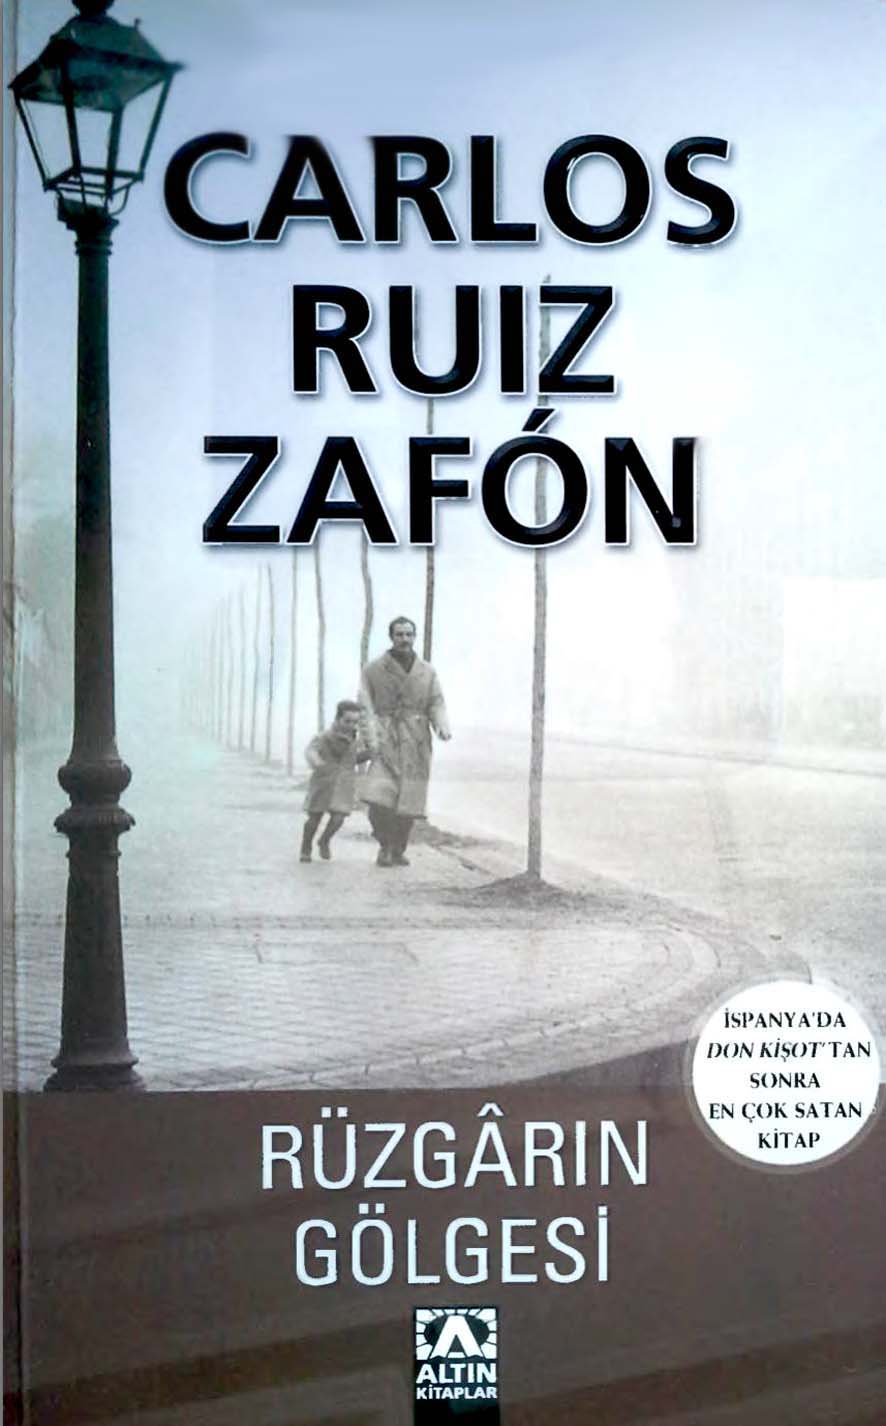 CARLOS
RUIZ
ZAFÓN
İSPANYA'DA
DON KİŞOT'TAN
SONRA
EN ÇOK SATAN
KİTAP
RÜZGÂRIN
GÖLGESİ
ALTIN
KİTAPLAR